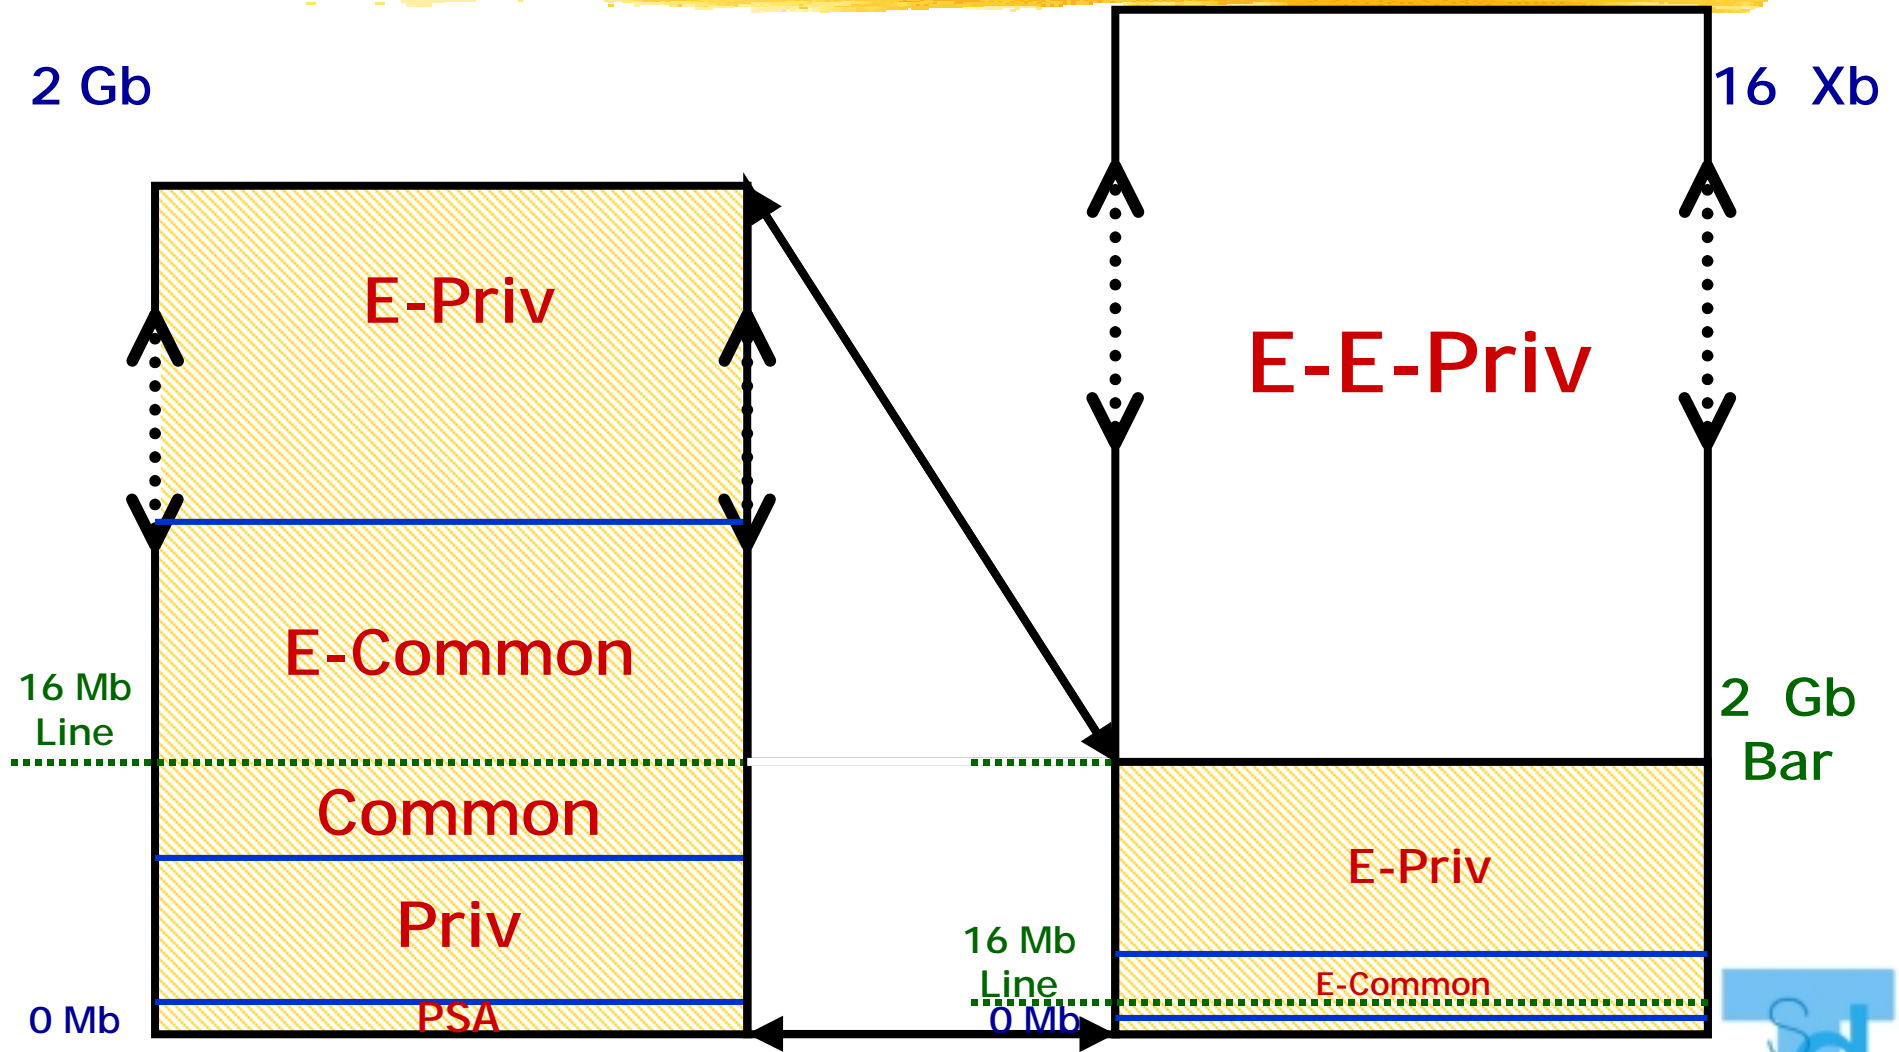 2 Gb
16 Xb
E-Priv
E-E-Priv
E-Common
16 Mb
Line
2 Gb
Bar
Common
E-Priv
Priv
16 Mb
Line
E-Common
PSA
0 Mb
0 Mb
Sd